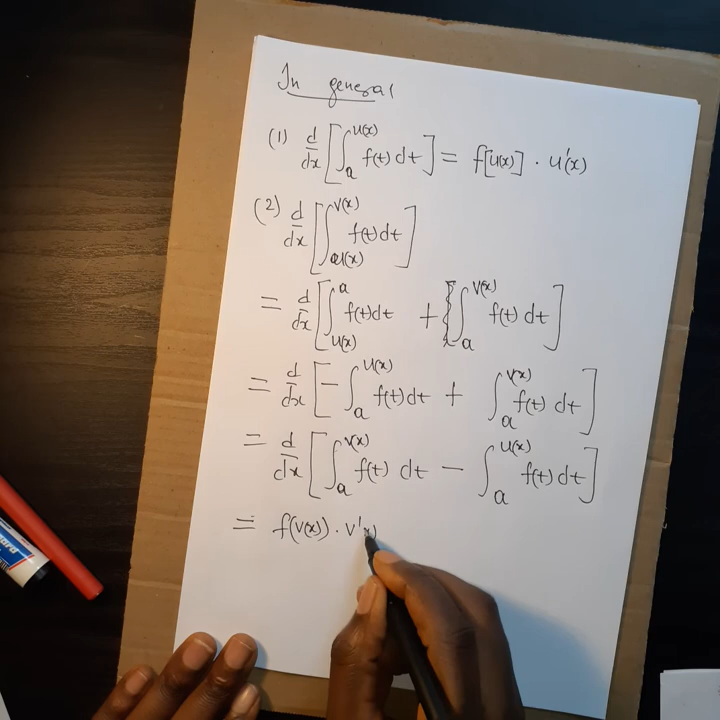 In general
(1) d/dx [∫_a^{u(x)} f(t) dt] = f[u(x)] · u'(x)
(2) d/dx [∫_{u(x)}^{v(x)} f(t) dt]
= d/dx [∫_{u(x)}^a f(t) dt + ∫_a^{v(x)} f(t) dt]
= d/dx [- ∫_a^{u(x)} f(t) dt + ∫_a^{v(x)} f(t) dt]
= d/dx [∫_a^{v(x)} f(t) dt - ∫_a^{u(x)} f(t) dt]
= f(v(x)) · v'(x)